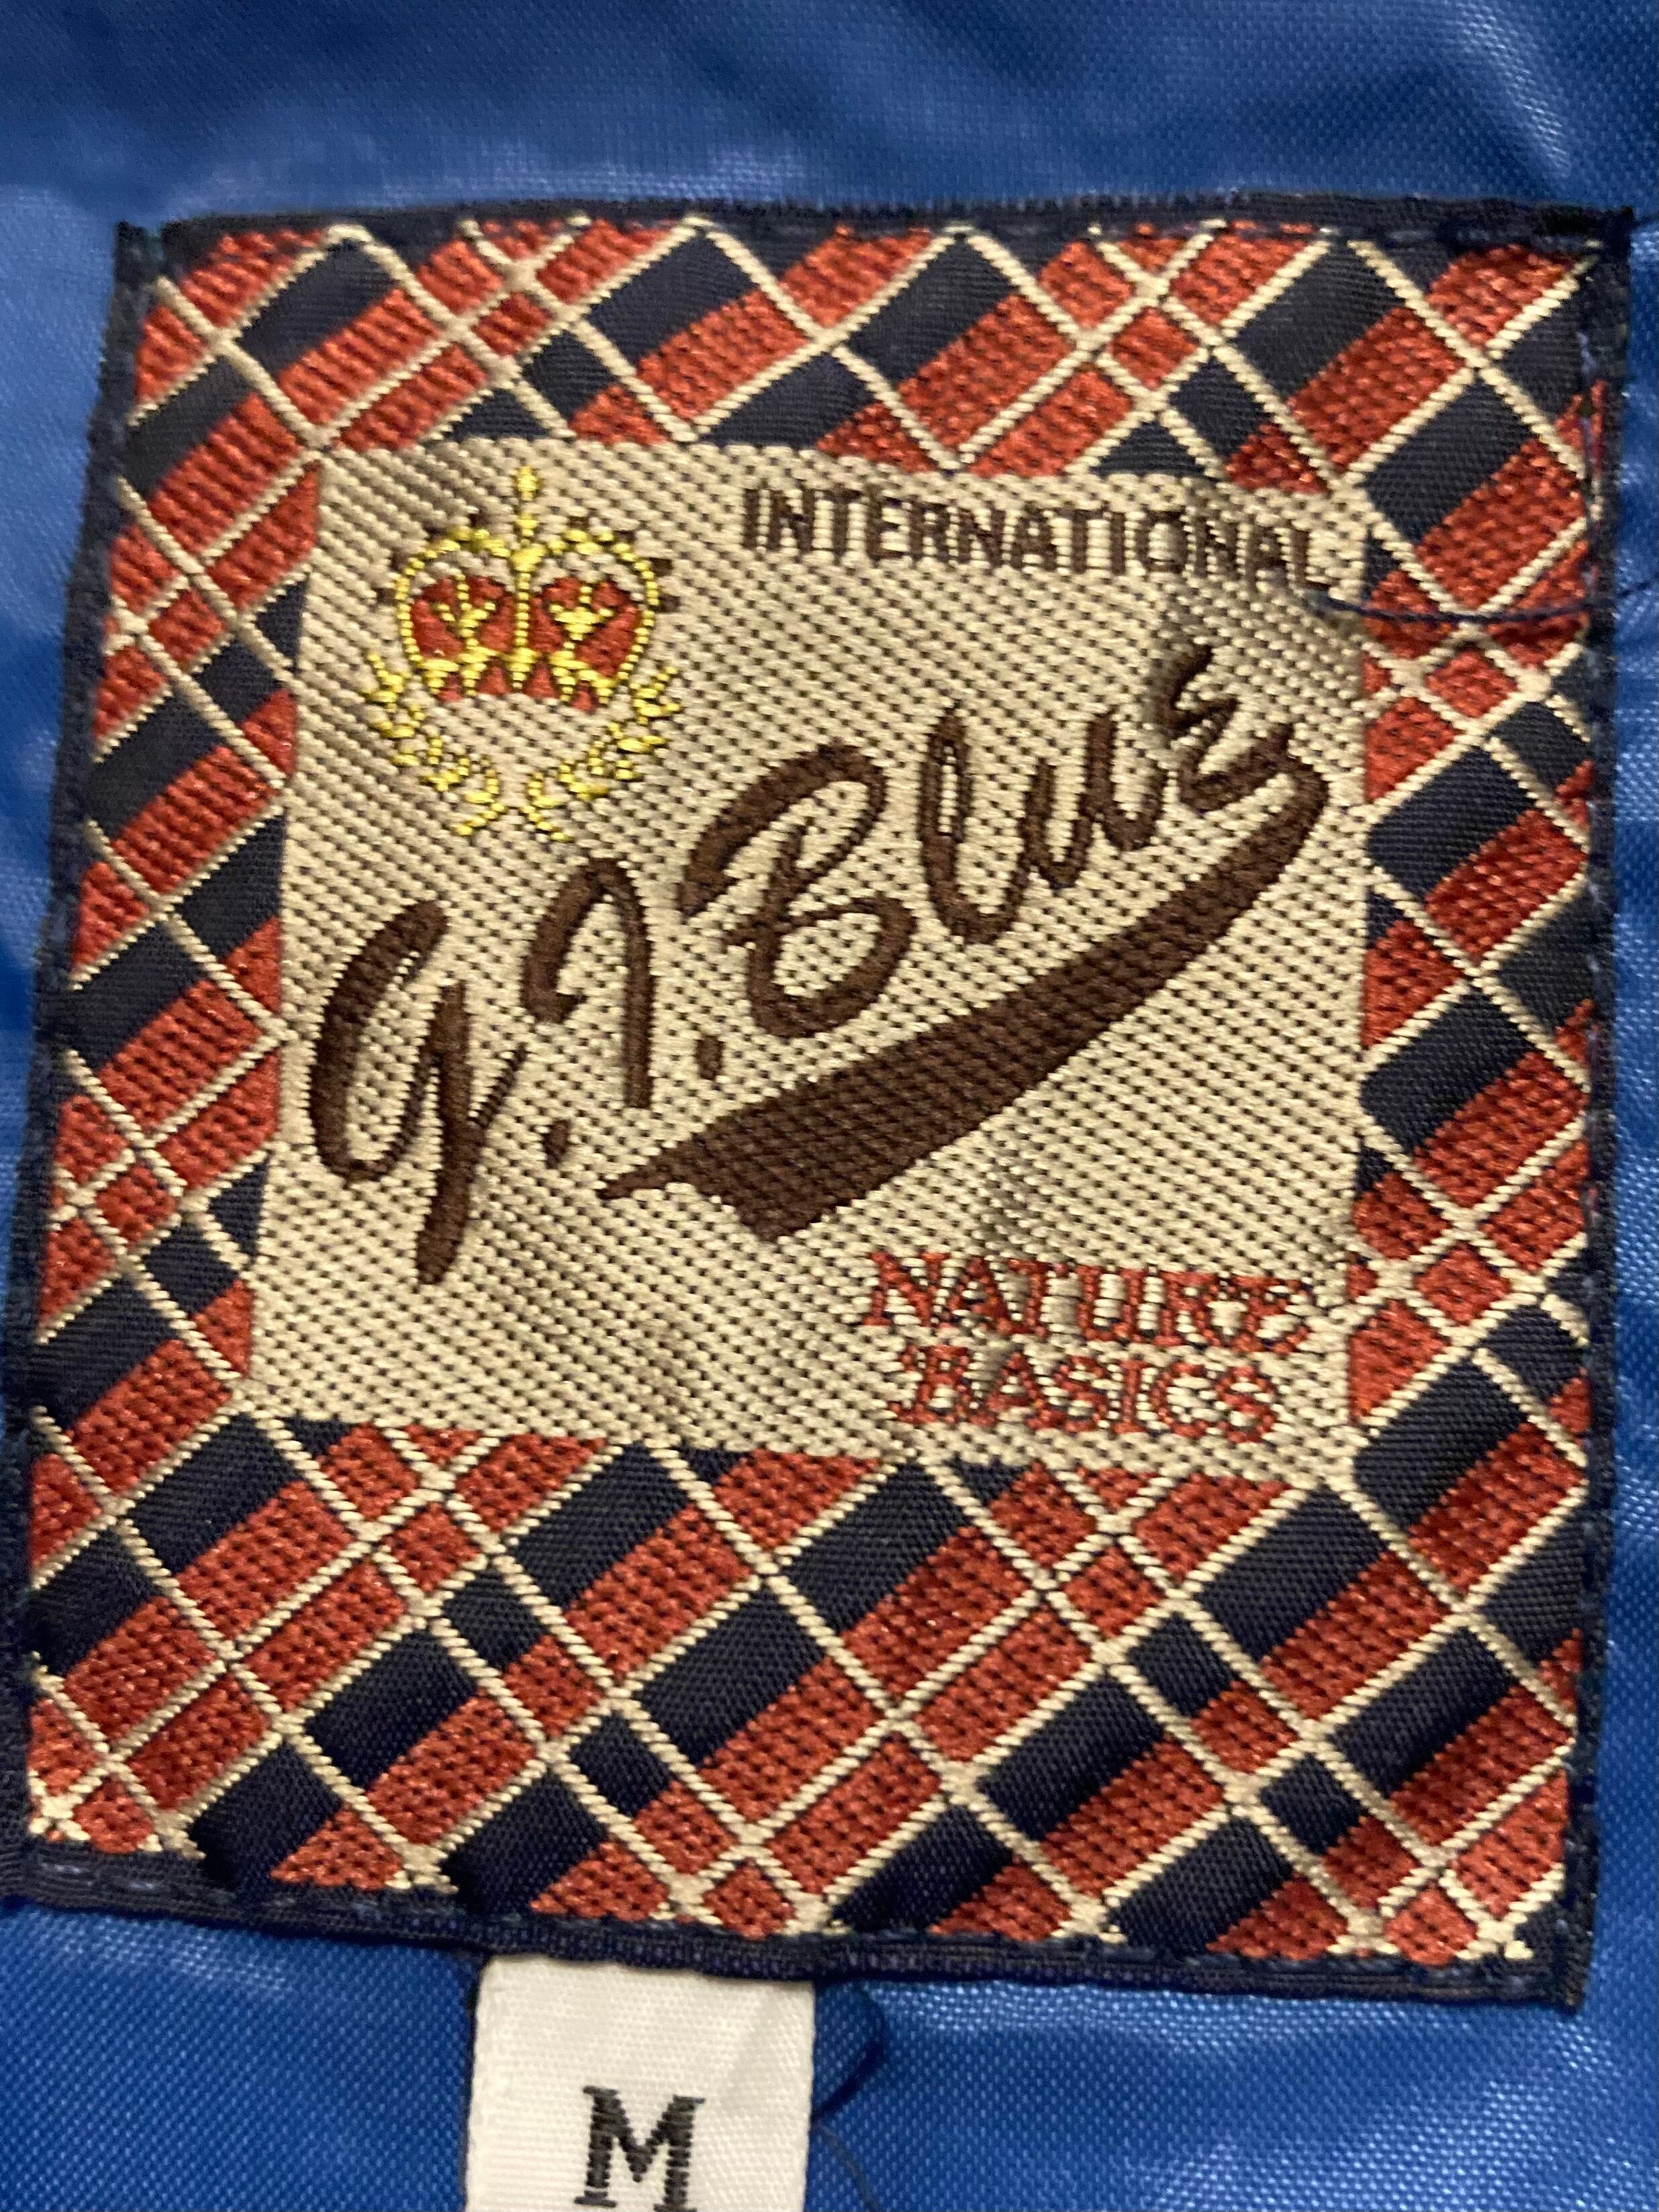 INTERNATIONAL
G.I. Blue
NATURE
BASICS
M